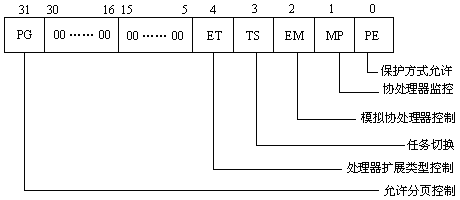 31 30 16 15 5 4 3 2 1 0
PG 00 …… 00 00 …… 00 ET TS EM MP PE
保护方式允许
协处理器监控
模拟协处理器控制
任务切换
处理器扩展类型控制
允许分页控制